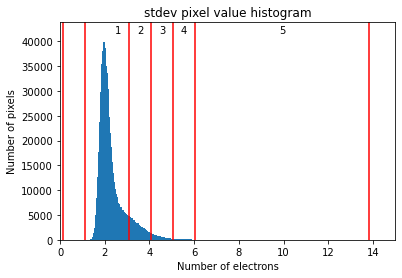 stdev pixel value histogram
1 2 3 4 5
40000
35000
30000
25000
20000
15000
10000
5000
0
Number of pixels
0 2 4 6 8 10 12 14
Number of electrons